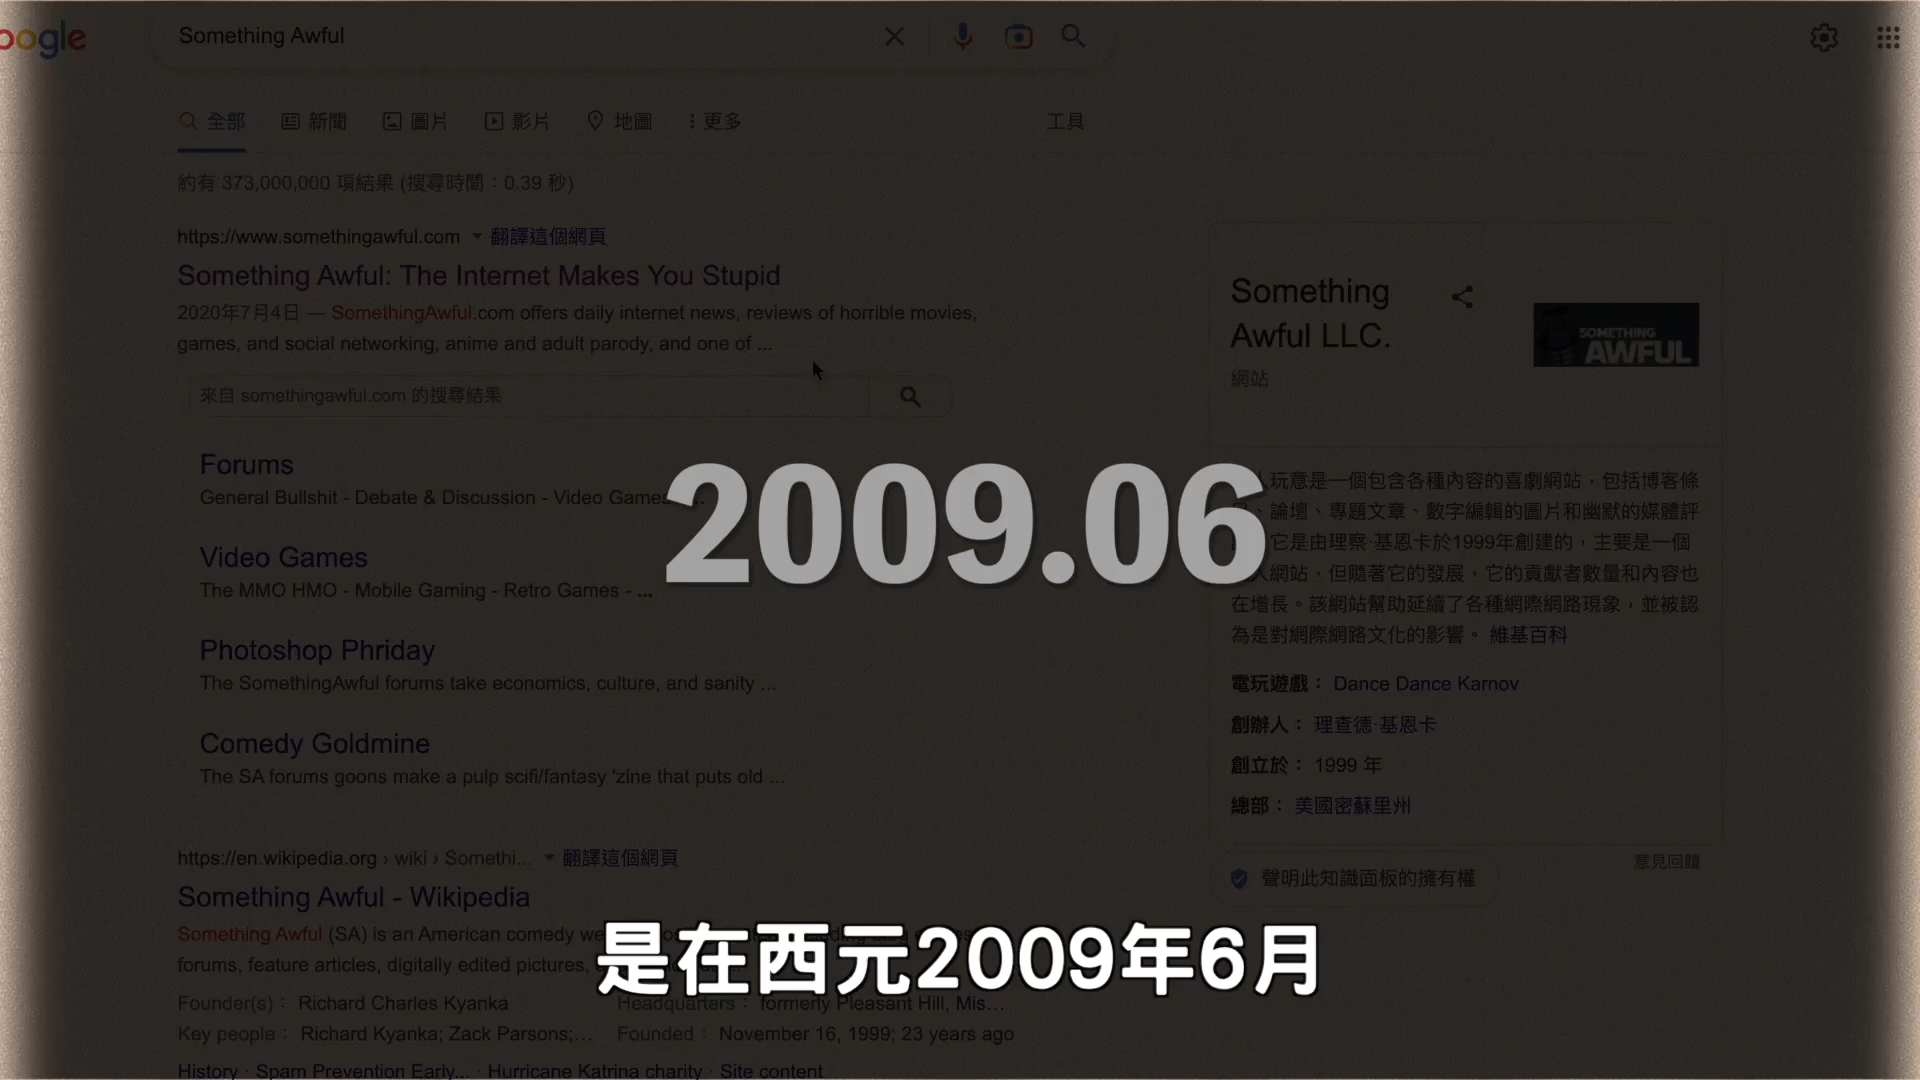 oogle
Something Awful
全部 新聞 圖片 影片 地圖 更多 工具
約有 373,000,000 項結果 (搜尋時間：0.39 秒)
https://www.somethingawful.com 翻譯這個網頁
Something Awful: The Internet Makes You Stupid
2020年7月4日 — SomethingAwful.com offers daily internet news, reviews of horrible movies,
games, and social networking, anime and adult parody, and one of ...
來自 somethingawful.com 的搜尋結果
Forums
General Bullshit - Debate & Discussion - Video Games
Video Games
The MMO HMO - Mobile Gaming - Retro Games - ...
Photoshop Phriday
The SomethingAwful forums take economics, culture, and sanity ...
Comedy Goldmine
The SA forums goons make a pulp scifi/fantasy 'zine that puts old ...
https://en.wikipedia.org › wiki › Somethi... 翻譯這個網頁
Something Awful - Wikipedia
Something Awful (SA) is an American comedy
forums, feature articles, digitally edited pictures,
Founder(s)： Richard Charles Kyanka Headquarters： formerly Pleasant Hill, Mis...
Key people： Richard Kyanka; Zack Parsons;... Founded： November 16, 1999; 23 years ago
History · Spam Prevention Early... · Hurricane Katrina charity · Site content
Something
Awful LLC.
網站
SOMETHING
AWFUL
玩意是一個包含各種內容的喜劇網站，包括博客條
、論壇、專題文章、數字編輯的圖片和幽默的媒體評
它是由理察·基恩卡於1999年創建的，主要是一個
人網站，但隨著它的發展，它的貢獻者數量和內容也
在增長。該網站幫助延續了各種網際網路現象，並被認
為是對網際網路文化的影響。 維基百科
電玩遊戲： Dance Dance Karnov
創辦人： 理查德·基恩卡
創立於： 1999 年
總部： 美國密蘇里州
意見回饋
聲明此知識面板的擁有權
2009.06
是在西元2009年6月